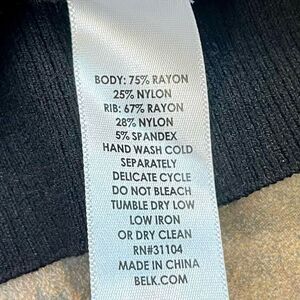 BODY: 75% RAYON
25% NYLON
RIB: 67% RAYON
28% NYLON
5% SPANDEX
HAND WASH COLD
SEPARATELY
DELICATE CYCLE
DO NOT BLEACH
TUMBLE DRY LOW
LOW IRON
OR DRY CLEAN
RN#31104
MADE IN CHINA
BELK.COM